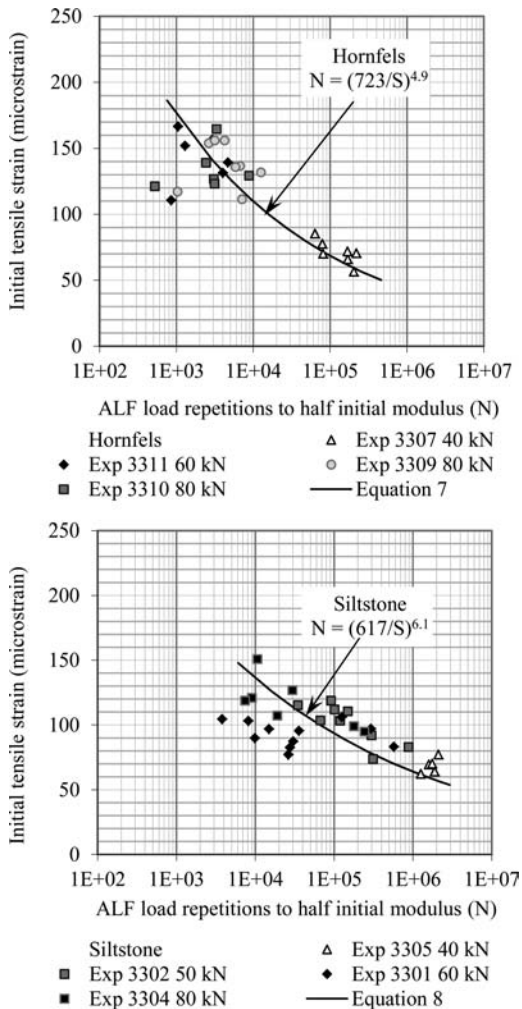 250
200
150
100
50
0
Initial tensile strain (microstrain)
Hornfels
N = (723/S)^4.9
1E+02 1E+03 1E+04 1E+05 1E+06 1E+07
ALF load repetitions to half initial modulus (N)
Hornfels
Exp 3307 40 kN
Exp 3311 60 kN
Exp 3309 80 kN
Exp 3310 80 kN
Equation 7
250
200
150
100
50
0
Initial tensile strain (microstrain)
Siltstone
N = (617/S)^6.1
1E+02 1E+03 1E+04 1E+05 1E+06 1E+07
ALF load repetitions to half initial modulus (N)
Siltstone
Exp 3305 40 kN
Exp 3302 50 kN
Exp 3301 60 kN
Exp 3304 80 kN
Equation 8